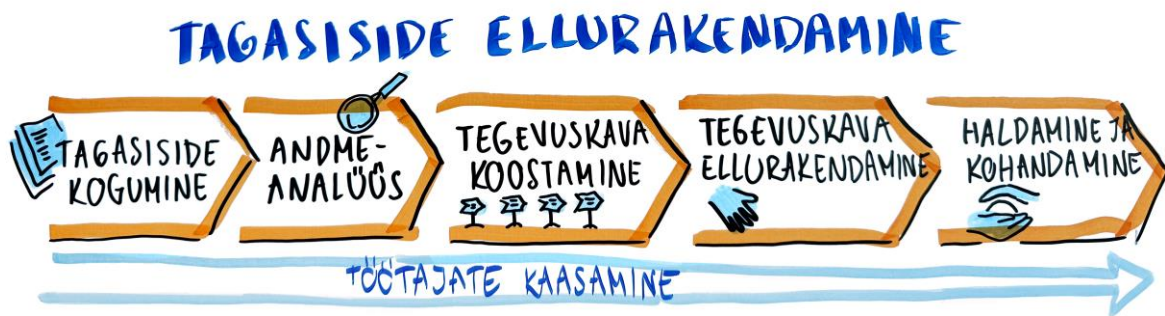 TAGASISIDE ELLURAKENDAMINE
TAGASISIDE
KOGUMINE
ANDME-
ANALÜÜS
TEGEVUSKAVA
KOOSTAMINE
TEGEVUSKAVA
ELLURAKENDAMINE
HALDAMINE JA
KOHANDAMINE
TÖÖTAJATE KAASAMINE